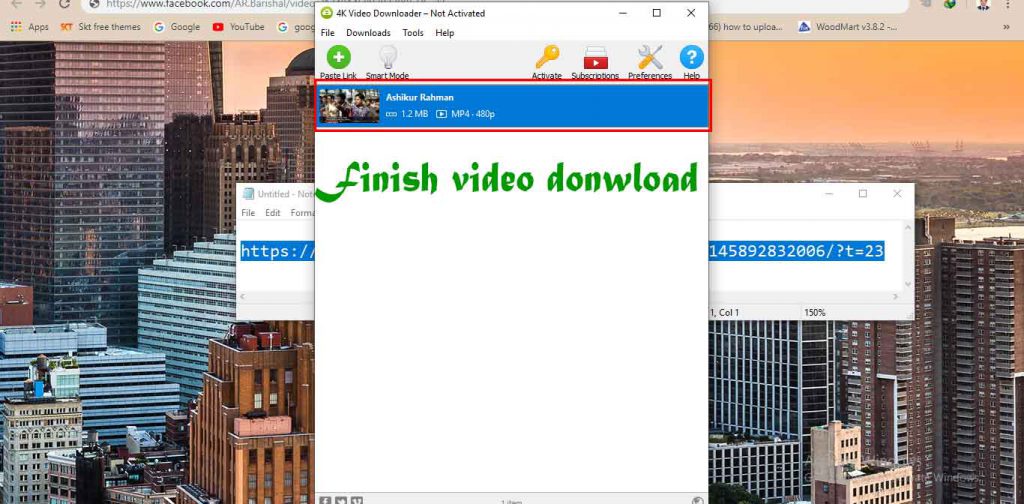 https://www.facebook.com/AR.Barishal/video
Apps Skt free themes Google YouTube goog
66) how to uploa... WoodMart v3.8.2 -... »
4K Video Downloader – Not Activated
File Downloads Tools Help
Paste Link Smart Mode Activate Subscriptions Preferences Help
Ashikur Rahman
1.2 MB MP4 · 480p
Finish video donwload
Untitled - Note
File Edit Forma
https://
145892832006/?t=23
1, Col 1 150%
1 item
Windows